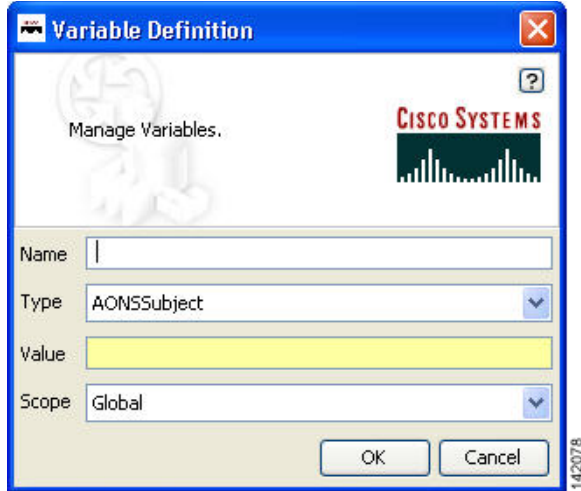 Variable Definition
?
Manage Variables.
CISCO SYSTEMS
Name
Type AONSSubject
Value
Scope Global
OK Cancel
142078